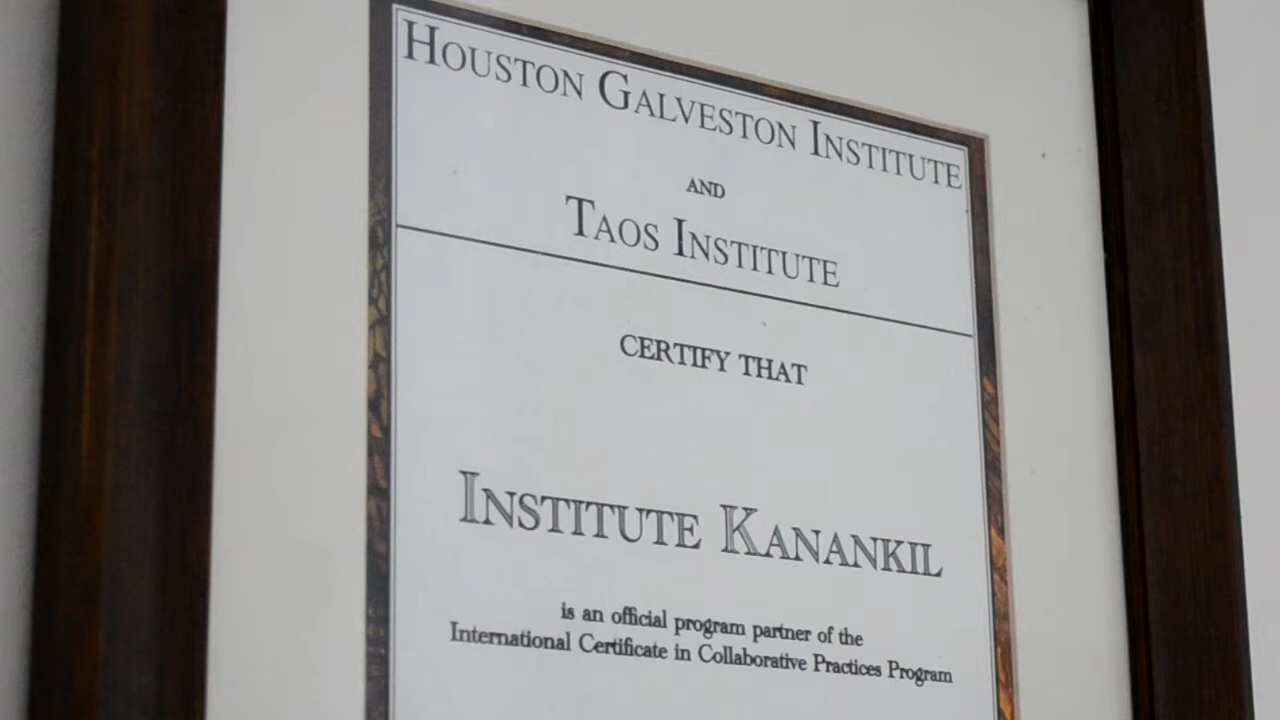 HOUSTON GALVESTON INSTITUTE
AND
TAOS INSTITUTE
CERTIFY THAT
INSTITUTE KANANKIL
is an official program partner of the
International Certificate in Collaborative Practices Program